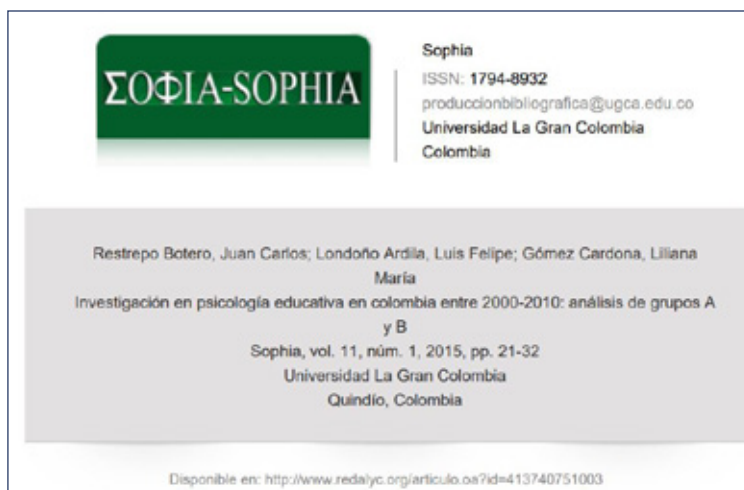 ΣΟΦΙΑ-SOPHIA
Sophia
ISSN: 1794-8932
produccionbibliografica@ugca.edu.co
Universidad La Gran Colombia
Colombia
Restrepo Botero, Juan Carlos; Londoño Ardila, Luis Felipe; Gómez Cardona, Liliana
María
Investigación en psicología educativa en colombia entre 2000-2010: análisis de grupos A
y B
Sophia, vol. 11, núm. 1, 2015, pp. 21-32
Universidad La Gran Colombia
Quindío, Colombia
Disponible en: http://www.redalyc.org/articulo.oa?id=413740751003